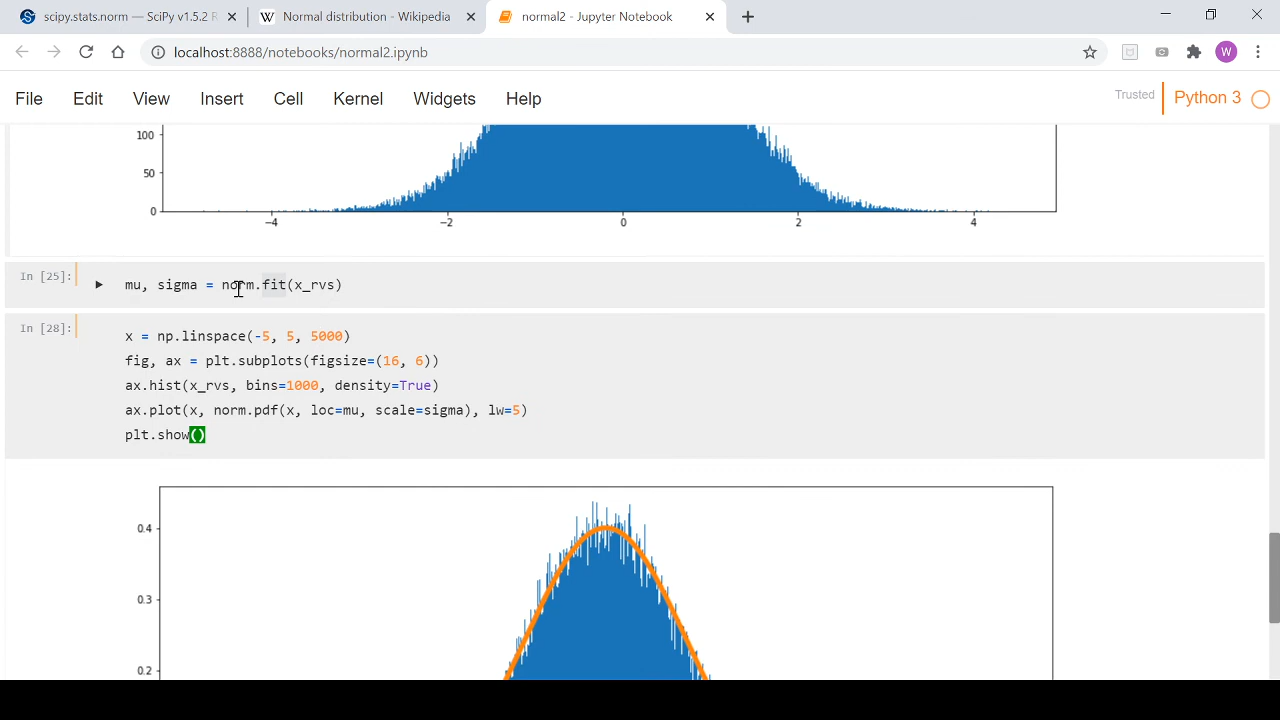 scipy.stats.norm — SciPy v1.5.2 R
Normal distribution - Wikipedia
normal2 - Jupyter Notebook
localhost:8888/notebooks/normal2.ipynb
W
File Edit View Insert Cell Kernel Widgets Help
Trusted
Python 3
100
50
0
−4 −2 0 2 4
In [25]:
mu, sigma = norm.fit(x_rvs)
In [28]:
x = np.linspace(-5, 5, 5000)
fig, ax = plt.subplots(figsize=(16, 6))
ax.hist(x_rvs, bins=1000, density=True)
ax.plot(x, norm.pdf(x, loc=mu, scale=sigma), lw=5)
plt.show()
0.4
0.3
0.2